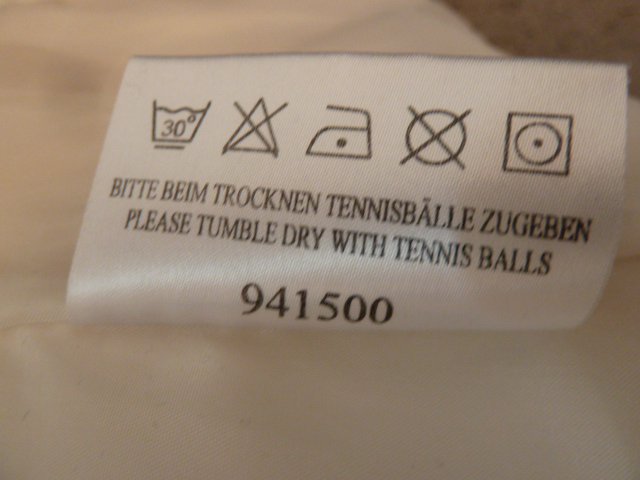 30°
BITTE BEIM TROCKNEN TENNISBÄLLE ZUGEBEN
PLEASE TUMBLE DRY WITH TENNIS BALLS
941500